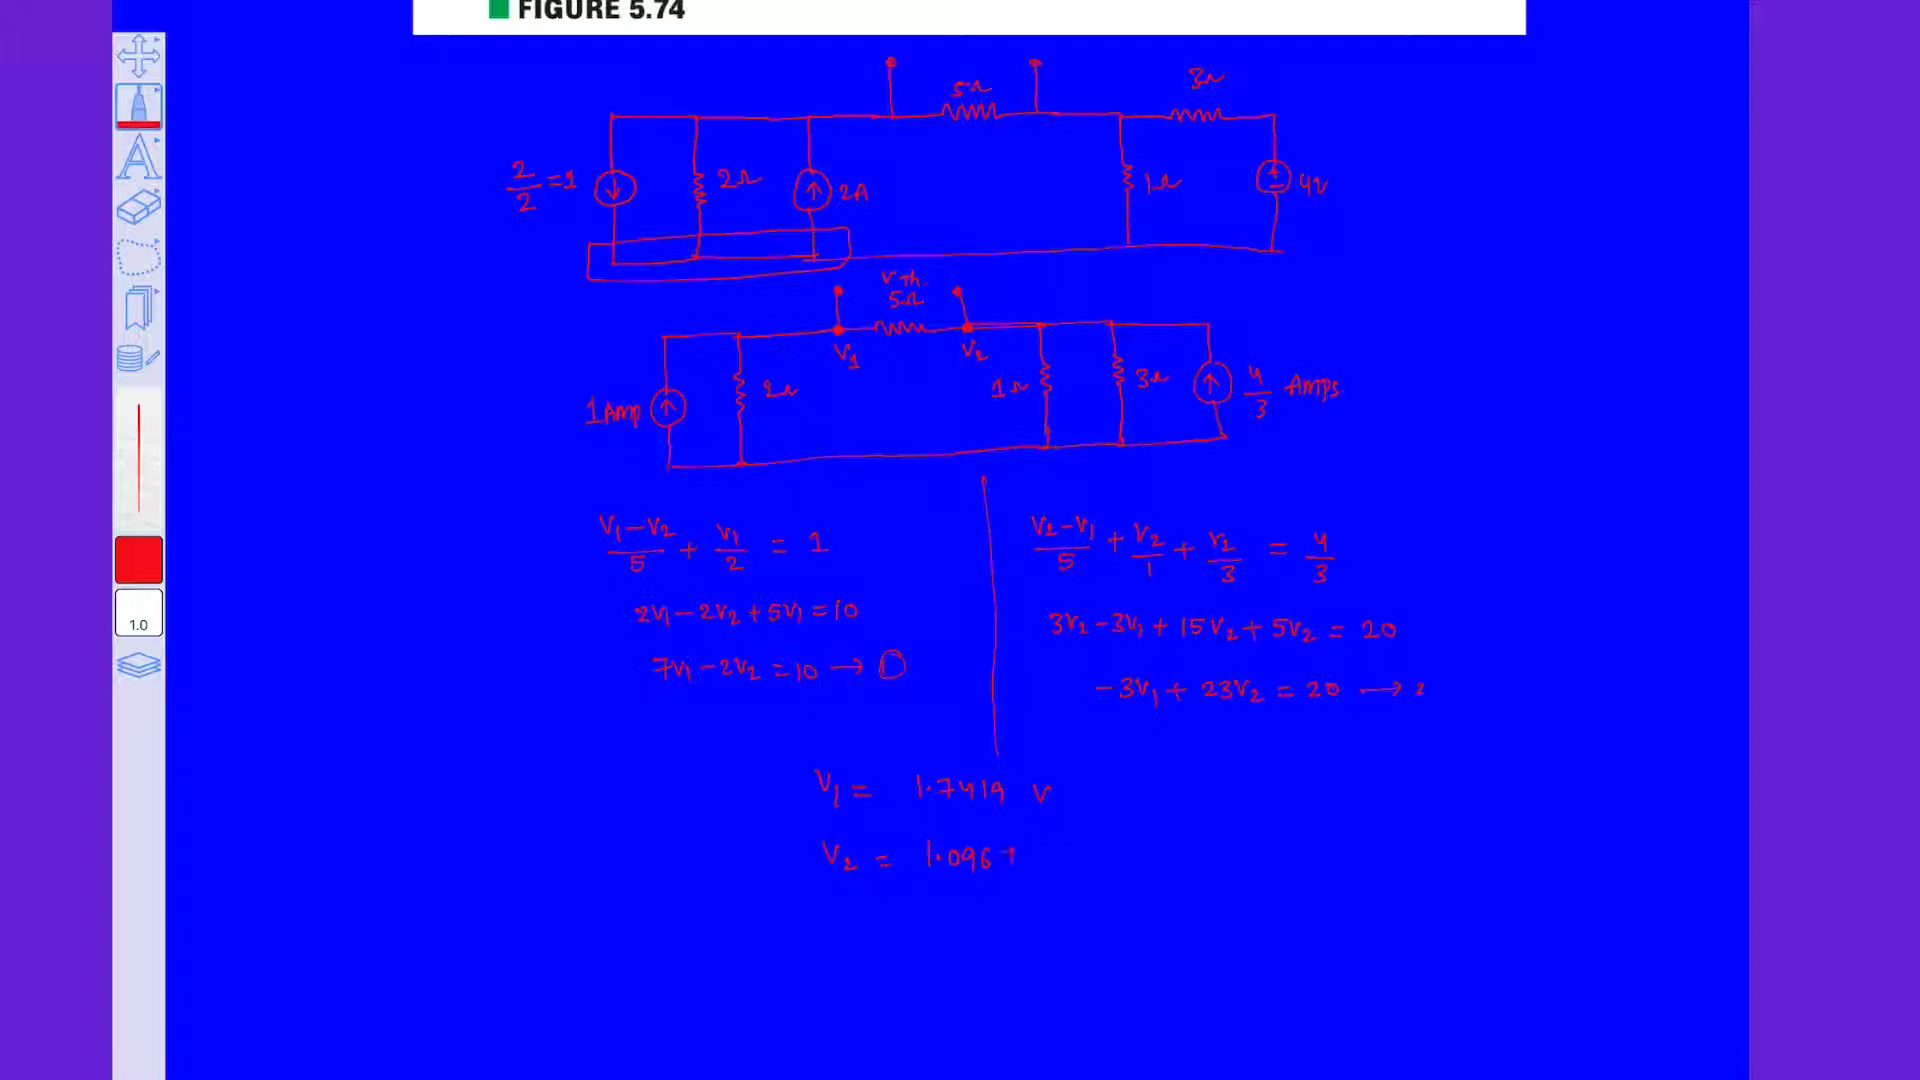 FIGURE 5.74
5Ω 3Ω
2/2 = 1 2Ω 2A 1Ω 4V
VTh.
5Ω
V1 V2
1 Amp 2Ω 1Ω 3Ω 4/3 Amps
(V1-V2)/5 + V1/2 = 1
2V1 - 2V2 + 5V1 = 10
7V1 - 2V2 = 10 →
(V2-V1)/5 + V2/1 + V2/3 = 4/3
3V2 - 3V1 + 15V2 + 5V2 = 20
-3V1 + 23V2 = 20 →
V1 = 1.7419 V
V2 = 1.096
A
1.0